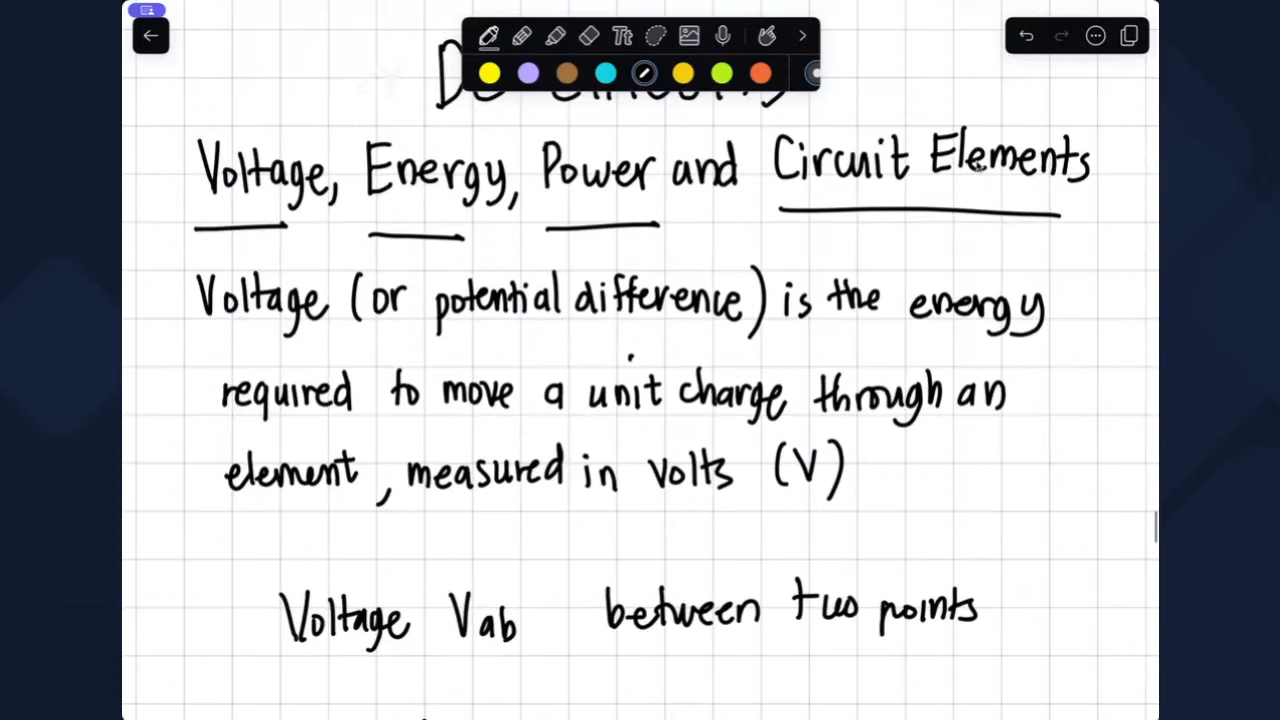 Tt
Voltage, Energy, Power and Circuit Elements
Voltage (or potential difference) is the energy
required to move a unit charge through an
element, measured in volts (V)
Voltage Vab between two points